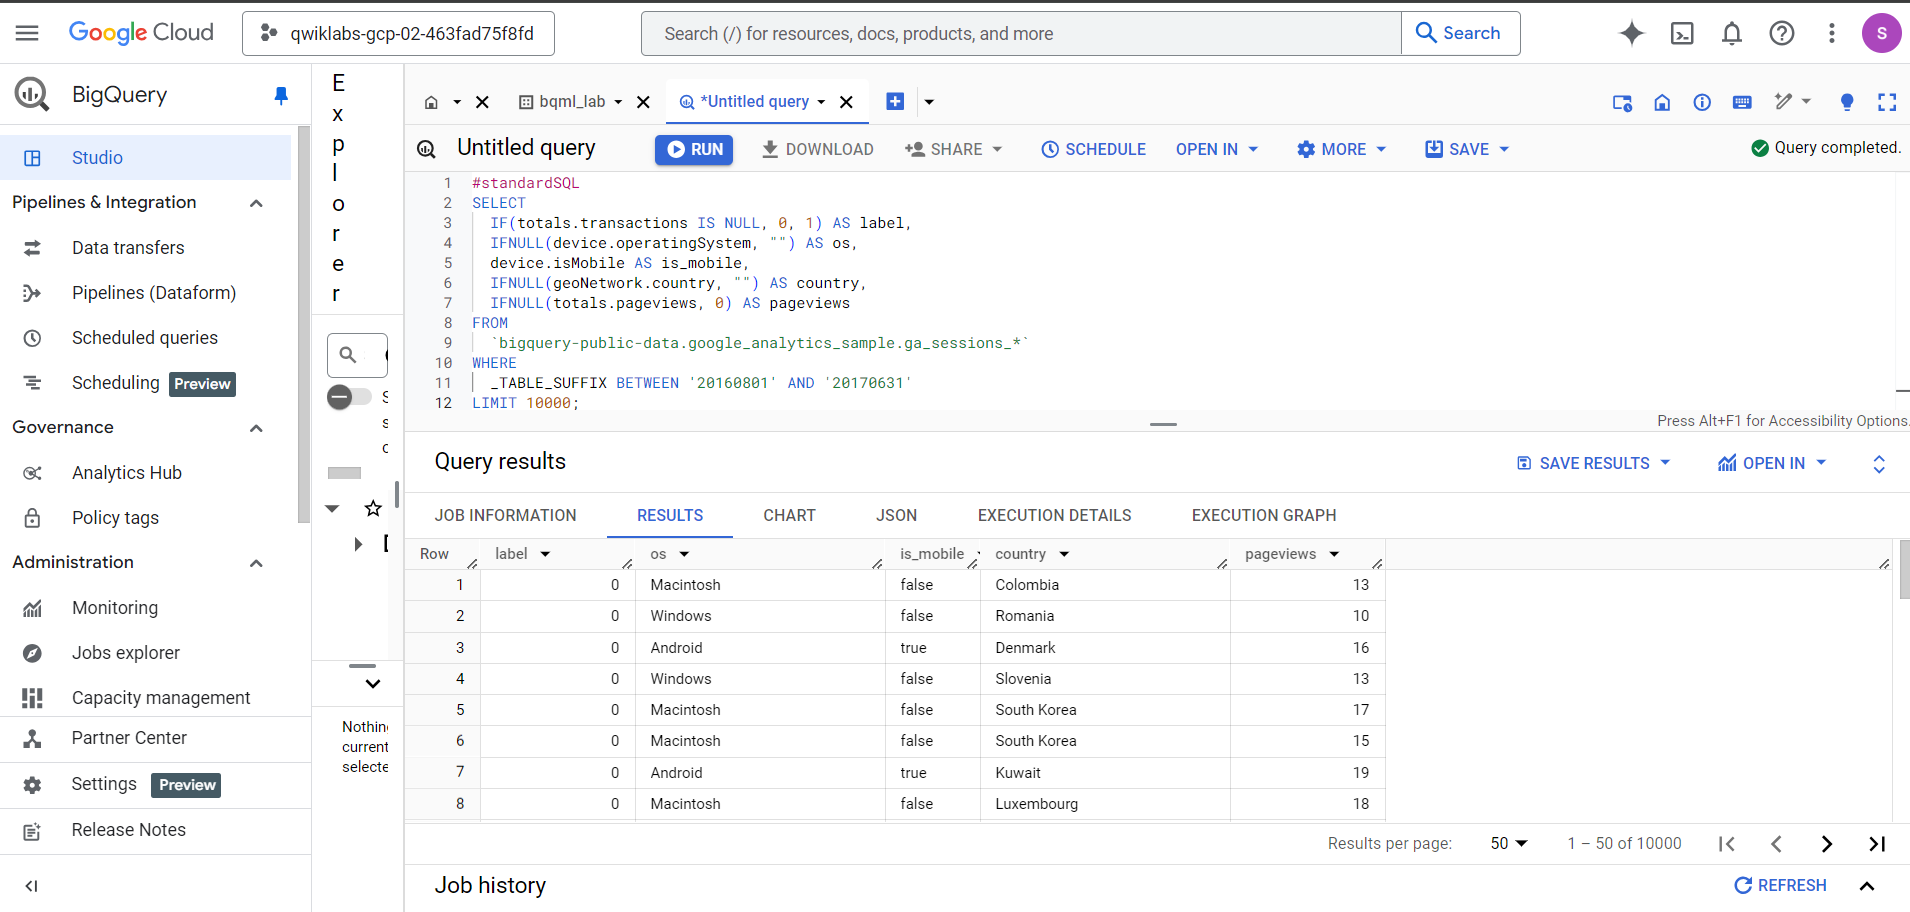 Google Cloud
qwiklabs-gcp-02-463fad75f8fd
Search (/) for resources, docs, products, and more
Search
S
BigQuery
Studio
Pipelines & Integration
Data transfers
Pipelines (Dataform)
Scheduled queries
Scheduling Preview
Governance
Analytics Hub
Policy tags
Administration
Monitoring
Jobs explorer
Capacity management
Partner Center
Settings Preview
Release Notes
Explorer
Nothin
current
selecte
bqml_lab
*Untitled query
Untitled query
RUN
DOWNLOAD
SHARE
SCHEDULE
OPEN IN
MORE
SAVE
Query completed.
1 #standardSQL
2 SELECT
3 IF(totals.transactions IS NULL, 0, 1) AS label,
4 IFNULL(device.operatingSystem, "") AS os,
5 device.isMobile AS is_mobile,
6 IFNULL(geoNetwork.country, "") AS country,
7 IFNULL(totals.pageviews, 0) AS pageviews
8 FROM
9 `bigquery-public-data.google_analytics_sample.ga_sessions_*`
10 WHERE
11 _TABLE_SUFFIX BETWEEN '20160801' AND '20170631'
12 LIMIT 10000;
Press Alt+F1 for Accessibility Options.
Query results
SAVE RESULTS
OPEN IN
JOB INFORMATION RESULTS CHART JSON EXECUTION DETAILS EXECUTION GRAPH
Row label os is_mobile country pageviews
1 0 Macintosh false Colombia 13
2 0 Windows false Romania 10
3 0 Android true Denmark 16
4 0 Windows false Slovenia 13
5 0 Macintosh false South Korea 17
6 0 Macintosh false South Korea 15
7 0 Android true Kuwait 19
8 0 Macintosh false Luxembourg 18
Results per page: 50 1 – 50 of 10000
Job history
REFRESH